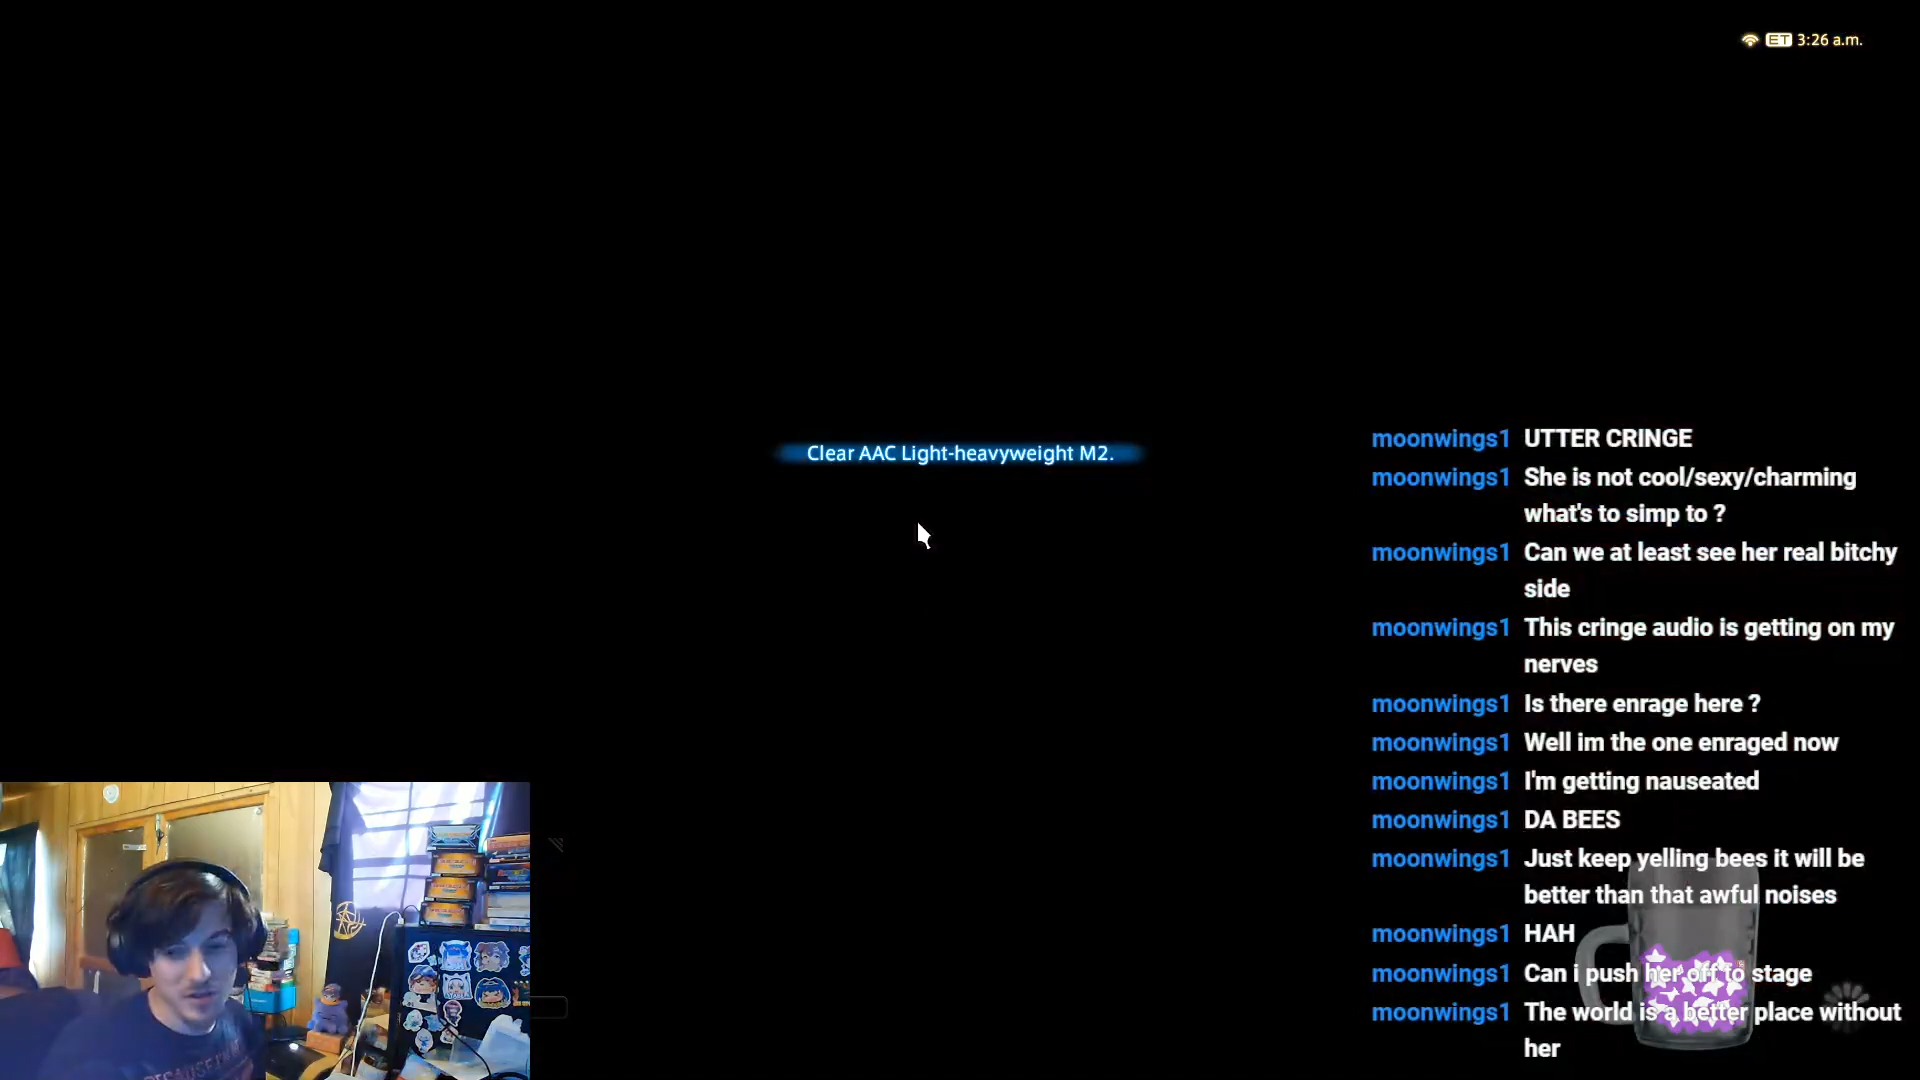 ET 3:26 a.m.
Clear AAC Light-heavyweight M2.
moonwings1 UTTER CRINGE
moonwings1 She is not cool/sexy/charming
what's to simp to ?
moonwings1 Can we at least see her real bitchy
side
moonwings1 This cringe audio is getting on my
nerves
moonwings1 Is there enrage here ?
moonwings1 Well im the one enraged now
moonwings1 I'm getting nauseated
moonwings1 DA BEES
moonwings1 Just keep yelling bees it will be
better than that awful noises
moonwings1 HAH
moonwings1 Can i push her off to stage
moonwings1 The world is a better place without
her